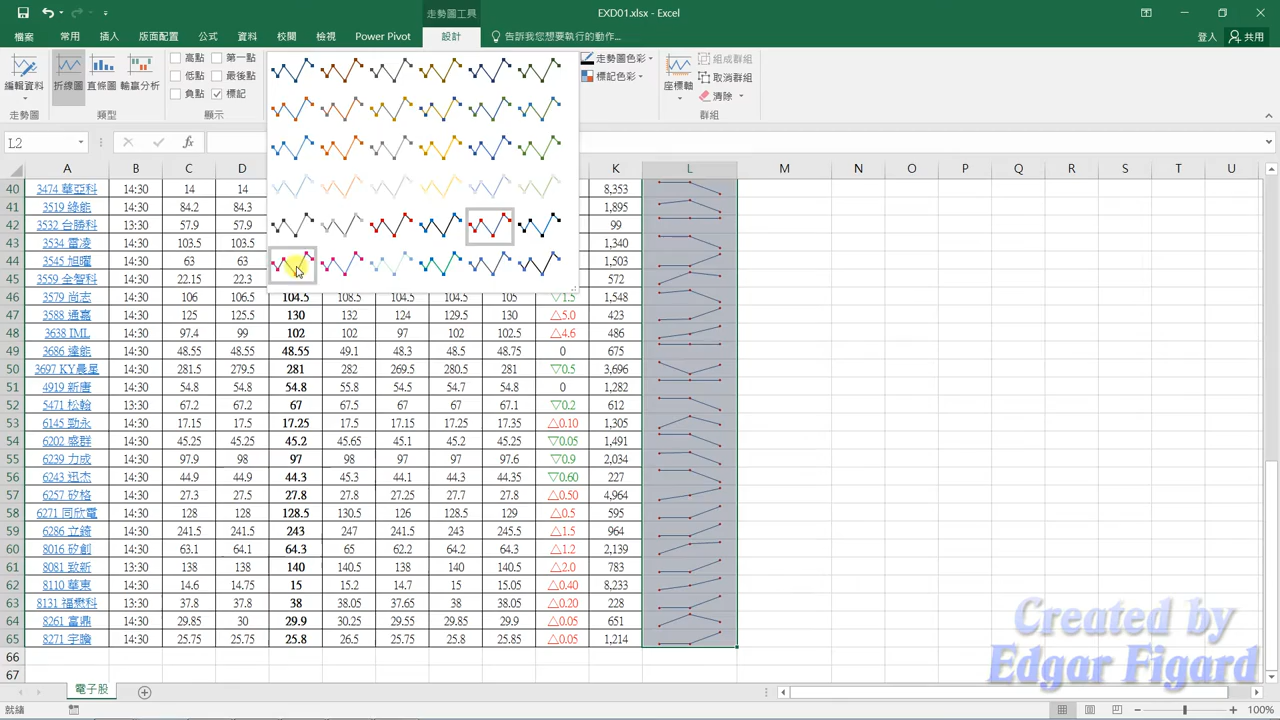 走勢圖工具
EXD01.xlsx - Excel
檔案 常用 插入 版面配置 公式 資料 校閱 檢視 Power Pivot 設計 告訴我您想要執行的動作... 登入 共用
編輯資料
走勢圖
折線圖 直條圖 輸贏分析
類型
高點 第一點
低點 最後點
負點 標記
顯示
走勢圖色彩
標記色彩
座標軸
組成群組
取消群組
清除
群組
L2
fx
A B C D K L M N O P Q R S T U
40 3474 華亞科 14:30 14 14 8,353
41 3519 綠能 14:30 84.2 84.3 1,895
42 3532 台勝科 13:30 57.9 57.9 99
43 3534 雷凌 14:30 103.5 103.5 1,340
44 3545 旭曜 14:30 63 63 1,503
45 3559 全智科 14:30 22.15 22.3 572
46 3579 尚志 14:30 106 106.5 104.5 108.5 104.5 104.5 105 ▽1.5 1,548
47 3588 通嘉 14:30 125 125.5 130 132 124 129.5 130 △5.0 423
48 3638 IML 14:30 97.4 99 102 102 97 102 102.5 △4.6 486
49 3686 達能 14:30 48.55 48.55 48.55 49.1 48.3 48.5 48.75 0 675
50 3697 KY晨星 14:30 281.5 279.5 281 282 269.5 280.5 281 ▽0.5 3,696
51 4919 新唐 14:30 54.8 54.8 54.8 55.8 54.5 54.7 54.8 0 1,282
52 5471 松翰 13:30 67.2 67.2 67 67.5 67 67 67.1 ▽0.2 612
53 6145 勁永 14:30 17.15 17.5 17.25 17.5 17.15 17.25 17.35 △0.10 1,305
54 6202 盛群 14:30 45.25 45.25 45.2 45.65 45.1 45.2 45.25 ▽0.05 1,491
55 6239 力成 14:30 97.9 98 97 98 97 97 97.6 ▽0.9 2,034
56 6243 迅杰 14:30 44.9 44.9 44.3 45.3 44.1 44.3 44.35 ▽0.60 227
57 6257 矽格 14:30 27.3 27.5 27.8 27.8 27.25 27.7 27.8 △0.50 4,964
58 6271 同欣電 14:30 128 128 128.5 130.5 126 128.5 129 △0.5 595
59 6286 立錡 14:30 241.5 241.5 243 247 241.5 243 245.5 △1.5 964
60 8016 矽創 14:30 63.1 64.1 64.3 65 62.2 64.2 64.3 △1.2 2,139
61 8081 致新 14:30 138 138 140 140.5 138 140 140.5 △2.0 783
62 8110 華東 14:30 14.6 14.75 15 15.2 14.7 15 15.05 △0.40 8,233
63 8131 福懋科 13:30 37.8 37.8 38 38.05 37.65 38 38.05 △0.20 228
64 8261 富鼎 14:30 29.85 30 29.9 30.25 29.55 29.85 29.9 △0.05 651
65 8271 宇瞻 14:30 25.75 25.75 25.8 26.5 25.75 25.8 25.85 △0.05 1,214
66
67
電子股
就緒
100%
Created by
Edgar Figard